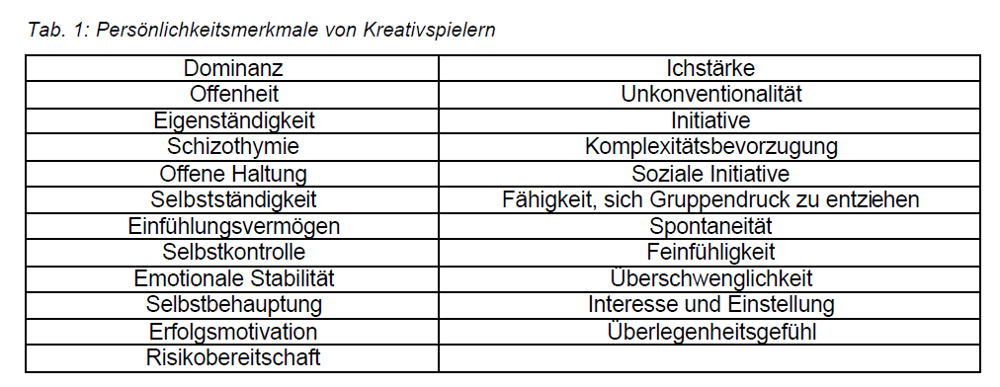 Tab. 1: Persönlichkeitsmerkmale von Kreativspielern
Dominanz Ichstärke
Offenheit Unkonventionalität
Eigenständigkeit Initiative
Schizothymie Komplexitätsbevorzugung
Offene Haltung Soziale Initiative
Selbstständigkeit Fähigkeit, sich Gruppendruck zu entziehen
Einfühlungsvermögen Spontaneität
Selbstkontrolle Feinfühligkeit
Emotionale Stabilität Überschwenglichkeit
Selbstbehauptung Interesse und Einstellung
Erfolgsmotivation Überlegenheitsgefühl
Risikobereitschaft